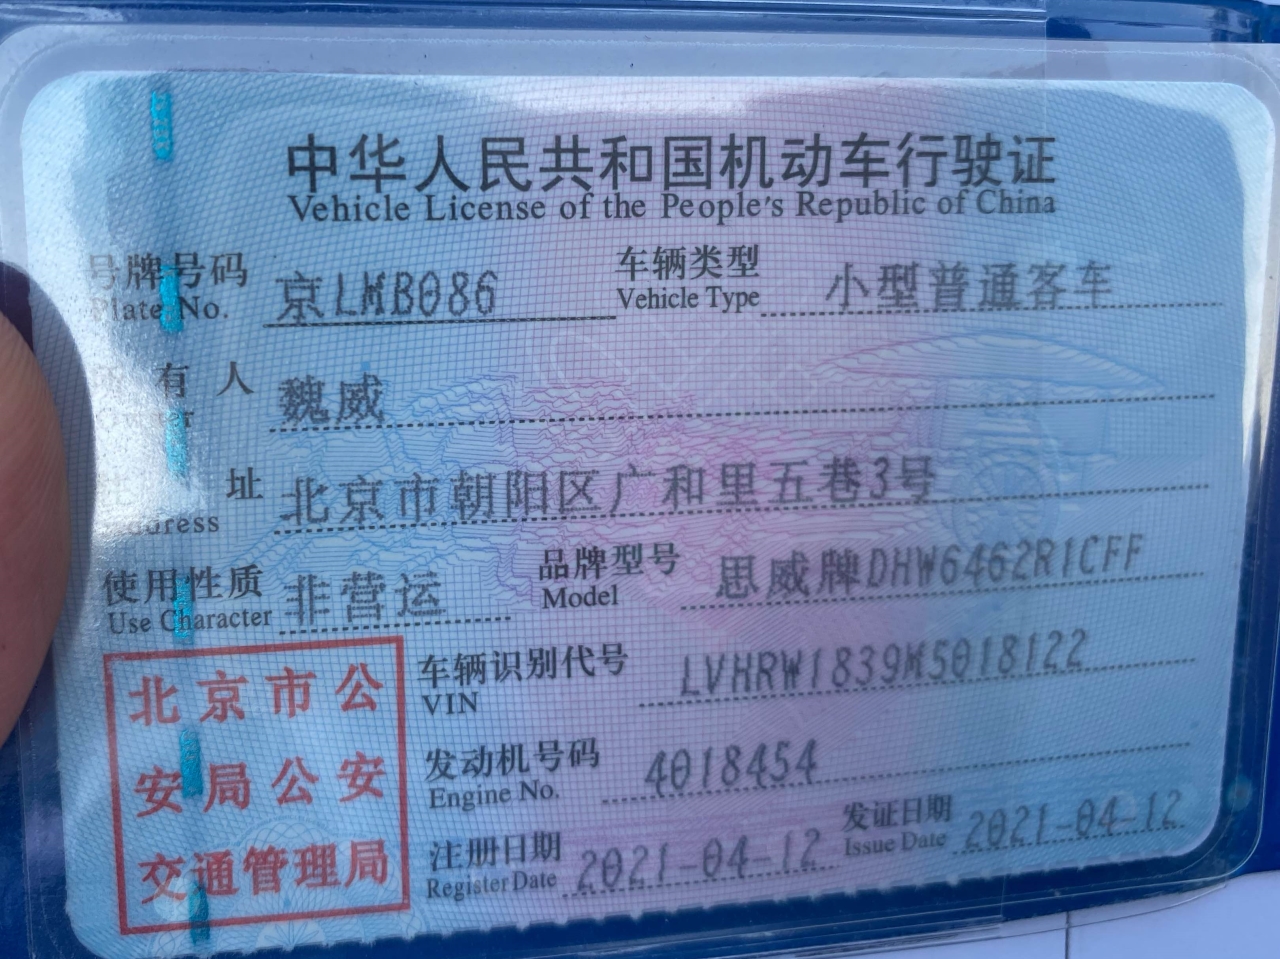 中华人民共和国机动车行驶证
Vehicle License of the People's Republic of China
号牌号码 京LMB086 车辆类型 小型普通客车
Plate No. Vehicle Type
有人 魏威
址 北京市朝阳区广和里五巷3号
Address
使用性质 非营运 品牌型号 思威牌DHW6462R1CFF
Use Character Model
北京市公
安局公安
交通管理局
车辆识别代号 LVHRW1839M5018122
VIN
发动机号码 4018454
Engine No.
注册日期 2021-04-12 发证日期 2021-04-12
Register Date Issue Date